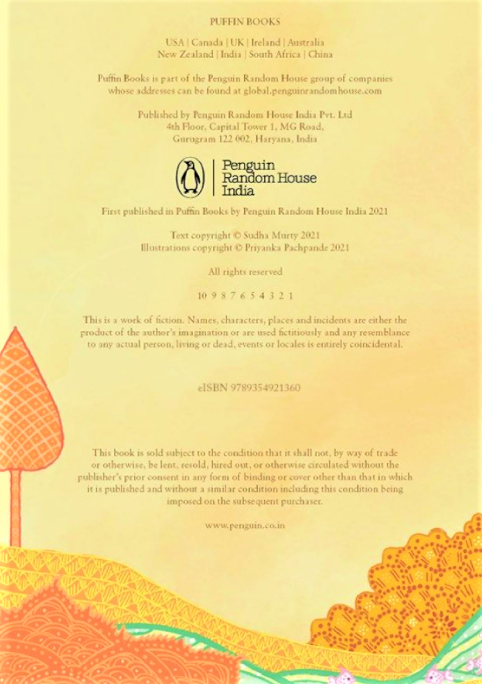 PUFFIN BOOKS
USA | Canada | UK | Ireland | Australia
New Zealand | India | South Africa | China
Puffin Books is part of the Penguin Random House group of companies
whose addresses can be found at global.penguinrandomhouse.com
Published by Penguin Random House India Pvt. Ltd
4th Floor, Capital Tower 1, MG Road,
Gurugram 122 002, Haryana, India
Penguin
Random House
India
First published in Puffin Books by Penguin Random House India 2021
Text copyright © Sudha Murty 2021
Illustrations copyright © Priyanka Pachpande 2021
All rights reserved
10 9 8 7 6 5 4 3 2 1
This is a work of fiction. Names, characters, places and incidents are either the
product of the author's imagination or are used fictitiously and any resemblance
to any actual person, living or dead, events or locales is entirely coincidental.
eISBN 9789354921360
This book is sold subject to the condition that it shall not, by way of trade
or otherwise, be lent, resold, hired out, or otherwise circulated without the
publisher's prior consent in any form of binding or cover other than that in which
it is published and without a similar condition including this condition being
imposed on the subsequent purchaser.
www.penguin.co.in